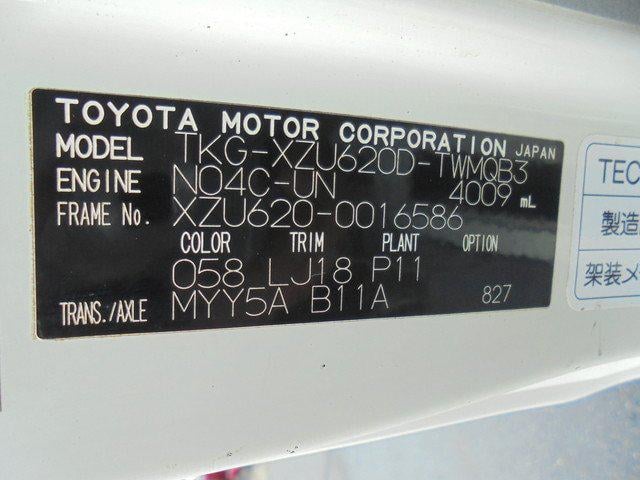 TOYOTA MOTOR CORPORATION JAPAN
MODEL TKG-XZU620D-TWMQB3
ENGINE N04C-UN 4009 mL
FRAME No. XZU620-0016586
COLOR TRIM PLANT OPTION
058 LJ18 P11
TRANS./AXLE MYY5A B11A 827
TEC
製造
架装メ